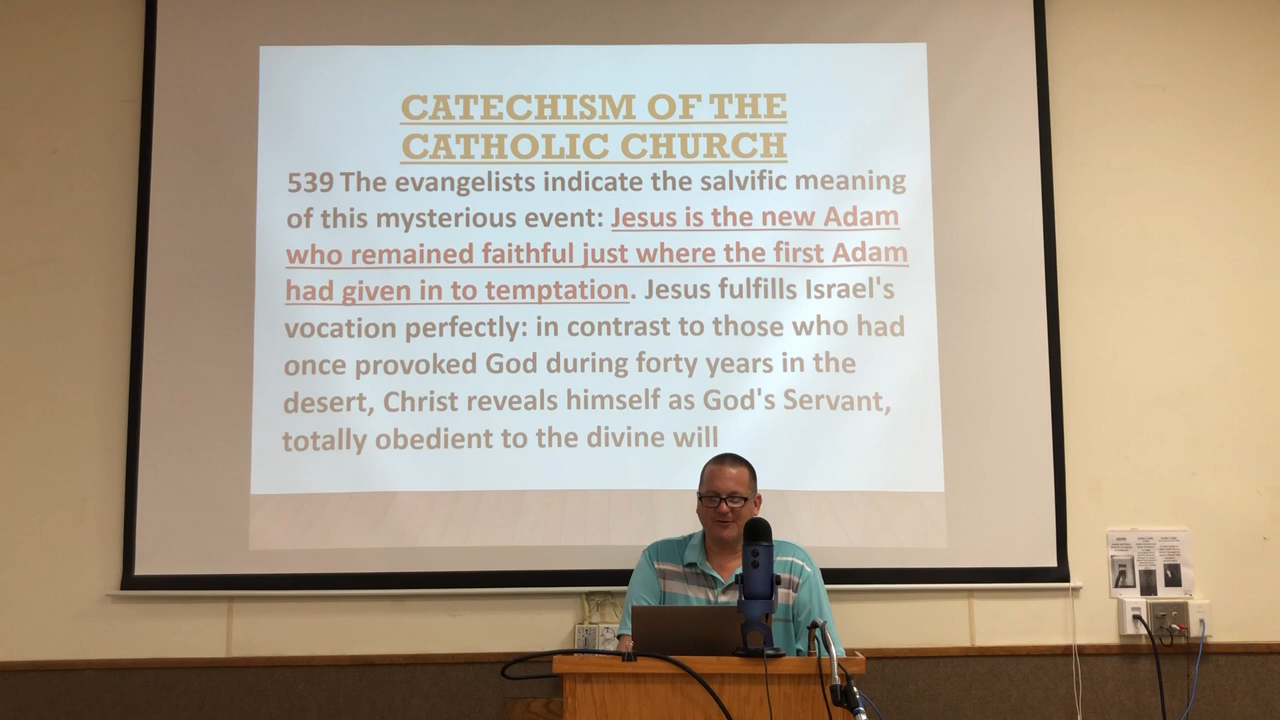 CATECHISM OF THE
CATHOLIC CHURCH
539 The evangelists indicate the salvific meaning
of this mysterious event: Jesus is the new Adam
who remained faithful just where the first Adam
had given in to temptation. Jesus fulfills Israel's
vocation perfectly: in contrast to those who had
once provoked God during forty years in the
desert, Christ reveals himself as God's Servant,
totally obedient to the divine will